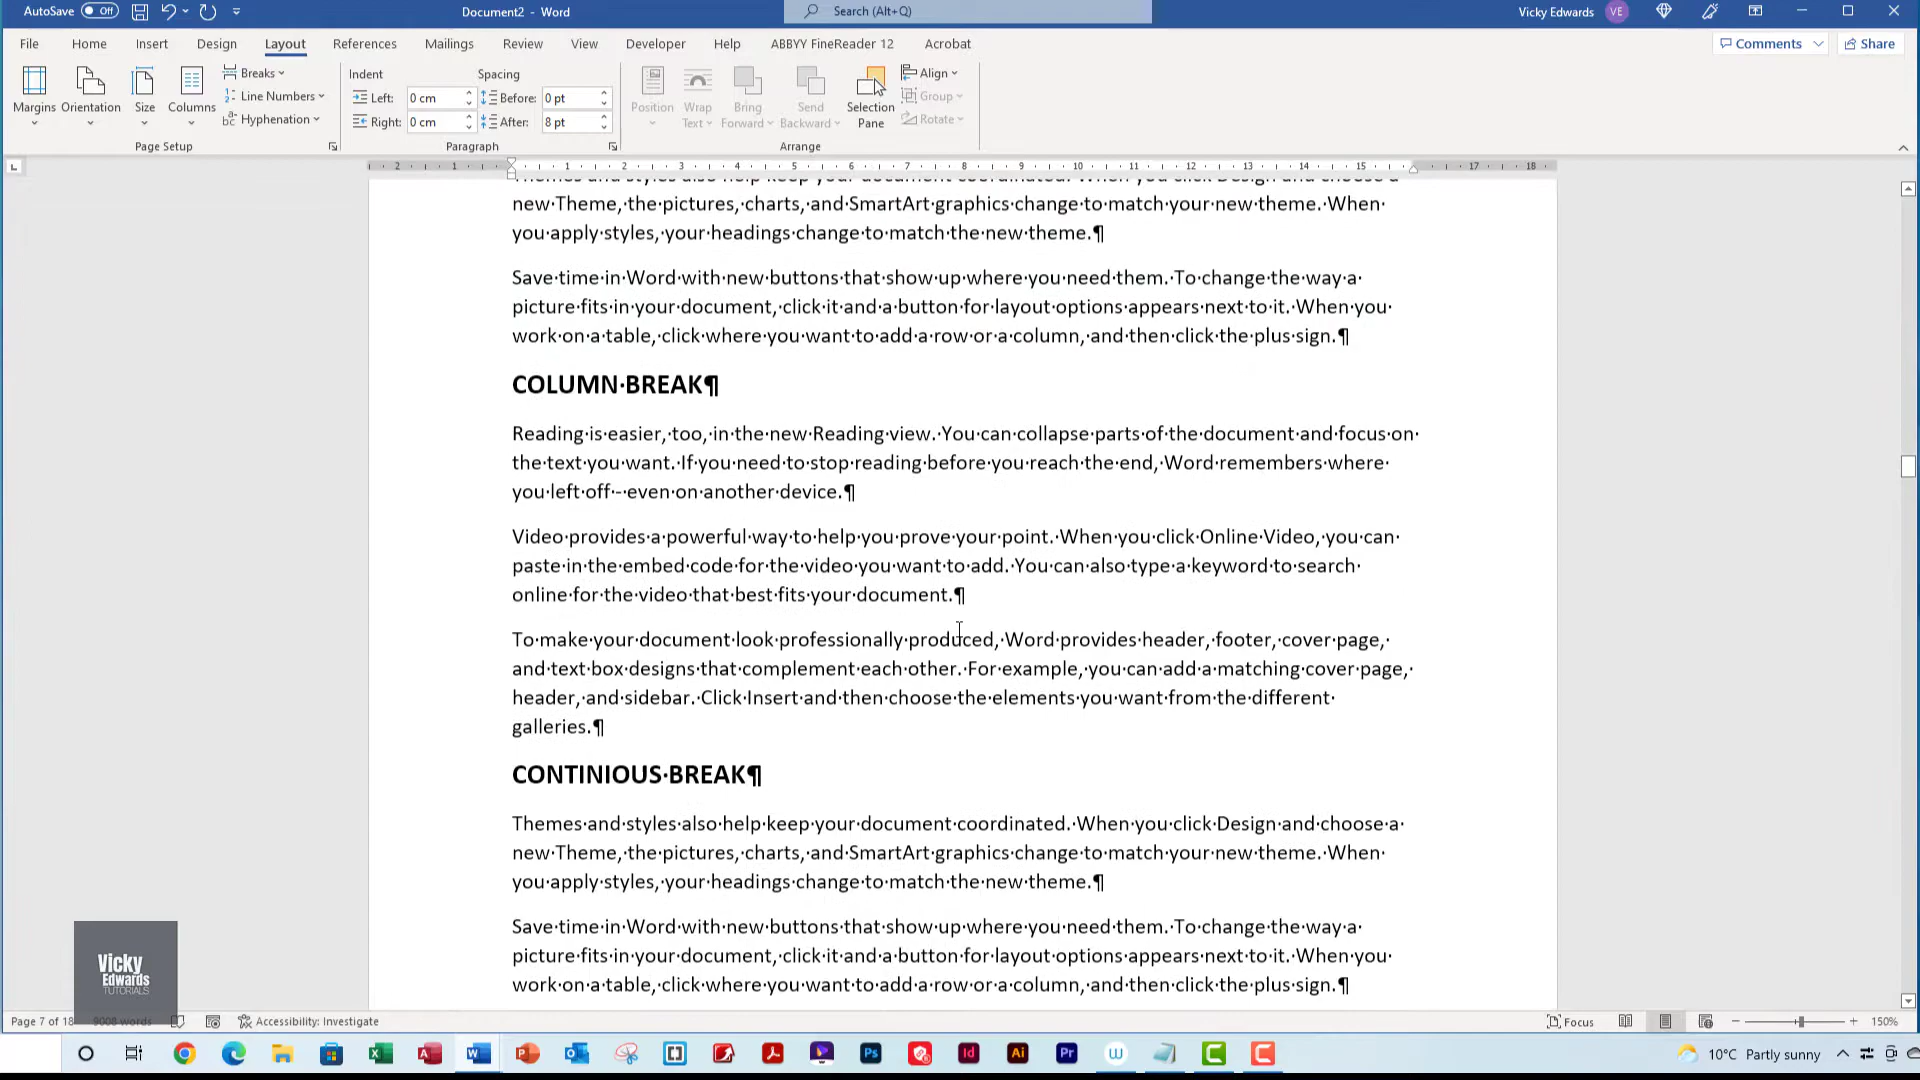 AutoSave Off
Document2 - Word
Search (Alt+Q)
Vicky Edwards VE
File Home Insert Design Layout References Mailings Review View Developer Help ABBYY FineReader 12 Acrobat
Comments Share
Margins Orientation Size Columns
Breaks
Line Numbers
Hyphenation
Page Setup
Indent
Left: 0 cm
Right: 0 cm
Spacing
Before: 0 pt
After: 8 pt
Paragraph
Position
Wrap Text
Bring Forward
Send Backward
Selection Pane
Align
Group
Rotate
Arrange
2 1 1 2 3 4 5 6 7 8 9 10 11 12 13 14 15 17 18
Themes·and·styles·also·help·keep·your·document·coordinated.·When·you·click·Design·and·choose·a·
new·Theme,·the·pictures,·charts,·and·SmartArt·graphics·change·to·match·your·new·theme.·When·
you·apply·styles,·your·headings·change·to·match·the·new·theme.¶
Save·time·in·Word·with·new·buttons·that·show·up·where·you·need·them.·To·change·the·way·a·
picture·fits·in·your·document,·click·it·and·a·button·for·layout·options·appears·next·to·it.·When·you·
work·on·a·table,·click·where·you·want·to·add·a·row·or·a·column,·and·then·click·the·plus·sign.¶
COLUMN·BREAK¶
Reading·is·easier,·too,·in·the·new·Reading·view.·You·can·collapse·parts·of·the·document·and·focus·on·
the·text·you·want.·If·you·need·to·stop·reading·before·you·reach·the·end,·Word·remembers·where·
you·left·off·-·even·on·another·device.¶
Video·provides·a·powerful·way·to·help·you·prove·your·point.·When·you·click·Online·Video,·you·can·
paste·in·the·embed·code·for·the·video·you·want·to·add.·You·can·also·type·a·keyword·to·search·
online·for·the·video·that·best·fits·your·document.¶
To·make·your·document·look·professionally·produced,·Word·provides·header,·footer,·cover·page,·
and·text·box·designs·that·complement·each·other.·For·example,·you·can·add·a·matching·cover·page,·
header,·and·sidebar.·Click·Insert·and·then·choose·the·elements·you·want·from·the·different·
galleries.¶
CONTINIOUS·BREAK¶
Themes·and·styles·also·help·keep·your·document·coordinated.·When·you·click·Design·and·choose·a·
new·Theme,·the·pictures,·charts,·and·SmartArt·graphics·change·to·match·your·new·theme.·When·
you·apply·styles,·your·headings·change·to·match·the·new·theme.¶
Save·time·in·Word·with·new·buttons·that·show·up·where·you·need·them.·To·change·the·way·a·
picture·fits·in·your·document,·click·it·and·a·button·for·layout·options·appears·next·to·it.·When·you·
work·on·a·table,·click·where·you·want·to·add·a·row·or·a·column,·and·then·click·the·plus·sign.¶
Vicky
Edwards
TUTORIALS
Page 7 of 18 9008 words Accessibility: Investigate
Focus 150%
10°C Partly sunny